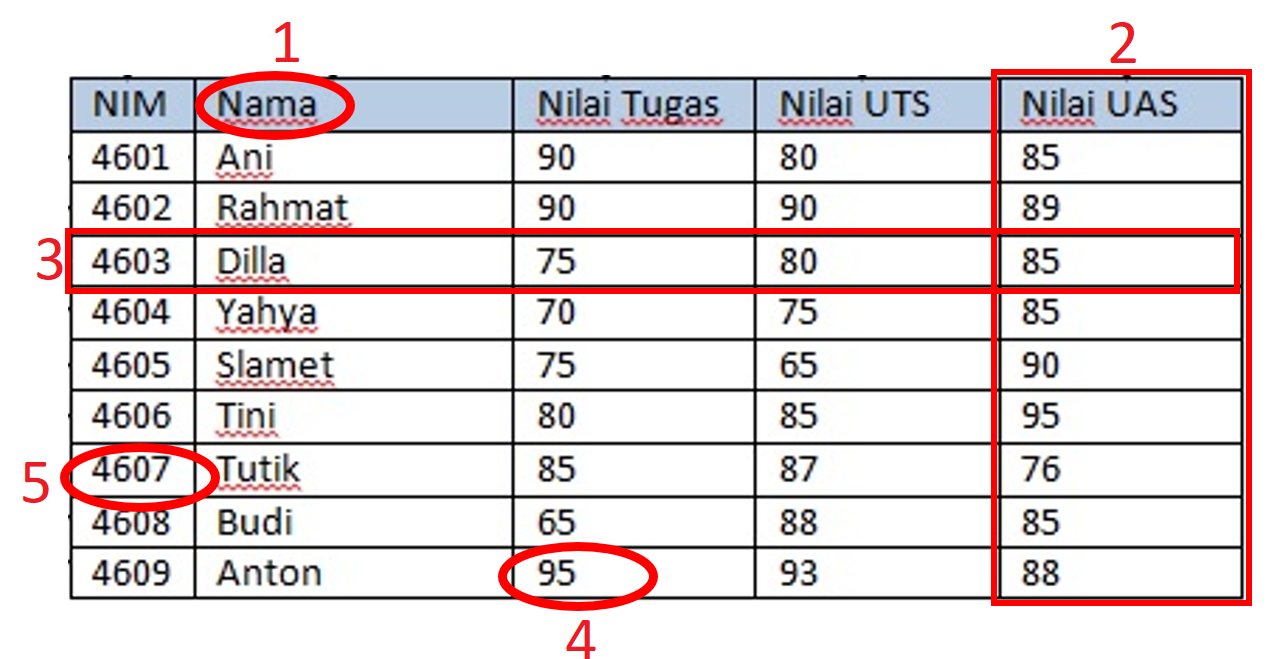 1 2
NIM Nama Nilai Tugas Nilai UTS Nilai UAS
4601 Ani 90 80 85
4602 Rahmat 90 90 89
3 4603 Dilla 75 80 85
4604 Yahya 70 75 85
4605 Slamet 75 65 90
4606 Tini 80 85 95
5 4607 Tutik 85 87 76
4608 Budi 65 88 85
4609 Anton 95 93 88
4